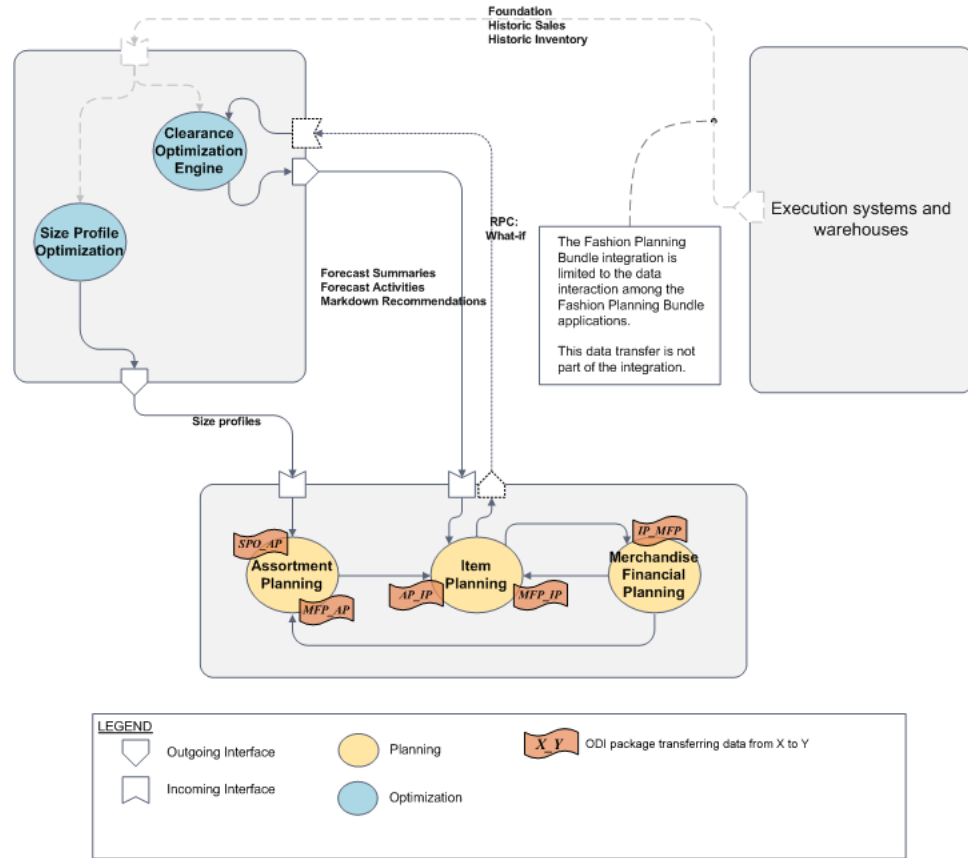 Foundation
Historic Sales
Historic Inventory
Clearance
Optimization
Engine
Size Profile
Optimization
RPC:
What-if
Forecast Summaries
Forecast Activities
Markdown Recommendations
The Fashion Planning
Bundle integration is
limited to the data
interaction among the
Fashion Planning Bundle
applications.
This data transfer is not
part of the integration.
Execution systems and
warehouses
Size profiles
SPO_AP
Assortment
Planning
MFP_AP
Item
Planning
AP_IP
MFP_IP
IP_MFP
Merchandise
Financial
Planning
LEGEND
Outgoing Interface
Incoming Interface
Planning
Optimization
X_Y
ODI package transferring data from X to Y